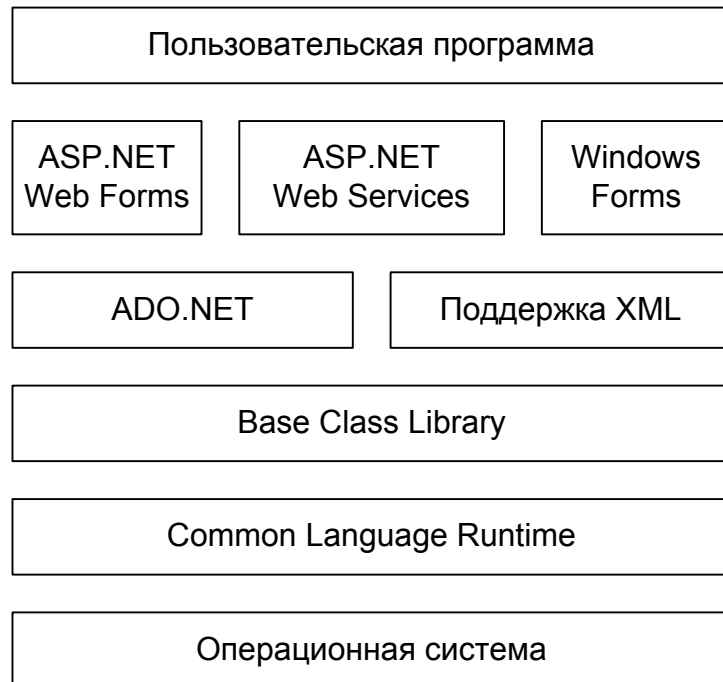 Пользовательская программа
ASP.NET
Web Forms
ASP.NET
Web Services
Windows
Forms
ADO.NET
Поддержка XML
Base Class Library
Common Language Runtime
Операционная система